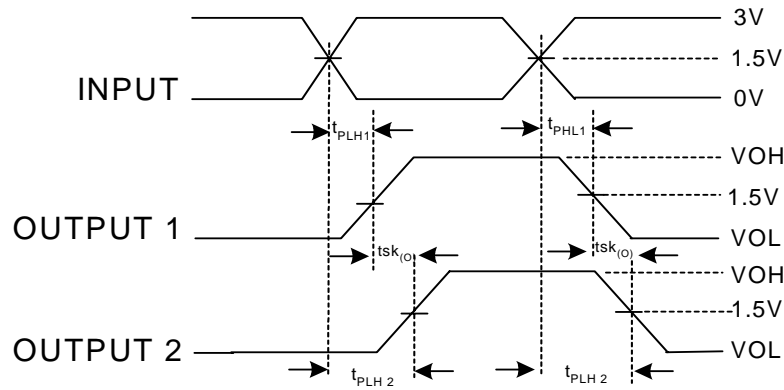 3V
1.5V
INPUT
0V
tPLH1
tPHL1
VOH
1.5V
OUTPUT 1
tsk(O)
tsk(O)
VOL
VOH
1.5V
OUTPUT 2
VOL
tPLH 2
tPLH 2